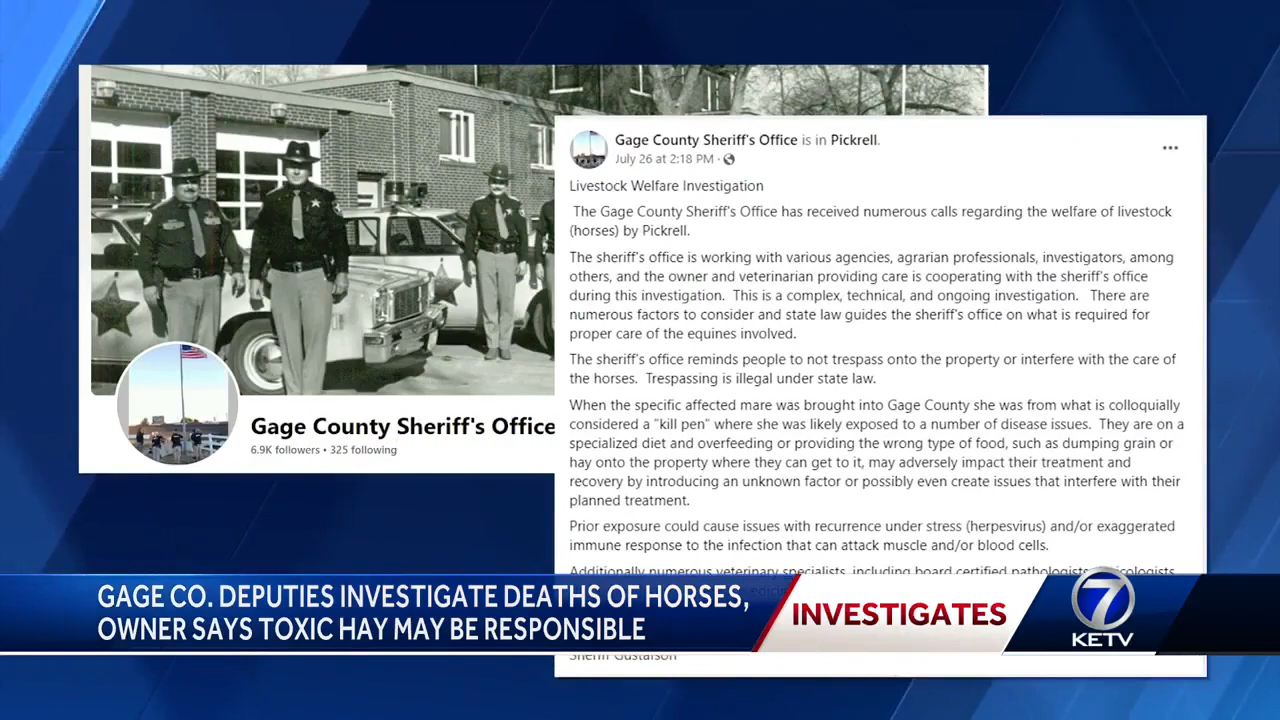 Gage County Sheriff's Office is in Pickrell.
July 26 at 2:18 PM ·
Livestock Welfare Investigation
The Gage County Sheriff's Office has received numerous calls regarding the welfare of livestock
(horses) by Pickrell.
The sheriff's office is working with various agencies, agrarian professionals, investigators, among
others, and the owner and veterinarian providing care is cooperating with the sheriff's office
during this investigation. This is a complex, technical, and ongoing investigation. There are
numerous factors to consider and state law guides the sheriff's office on what is required for
proper care of the equines involved.
The sheriff's office reminds people to not trespass onto the property or interfere with the care of
the horses. Trespassing is illegal under state law.
When the specific affected mare was brought into Gage County she was from what is colloquially
considered a "kill pen" where she was likely exposed to a number of disease issues. They are on a
specialized diet and overfeeding or providing the wrong type of food, such as dumping grain or
hay onto the property where they can get to it, may adversely impact their treatment and
recovery by introducing an unknown factor or possibly even create issues that interfere with their
planned treatment.
Prior exposure could cause issues with recurrence under stress (herpesvirus) and/or exaggerated
immune response to the infection that can attack muscle and/or blood cells.
Additionally numerous veterinary specialists, including board certified pathologists
Sheriff Gustafson
Gage County Sheriff's Office
6.9K followers • 325 following
GAGE CO. DEPUTIES INVESTIGATE DEATHS OF HORSES,
OWNER SAYS TOXIC HAY MAY BE RESPONSIBLE
INVESTIGATES
7
KETV